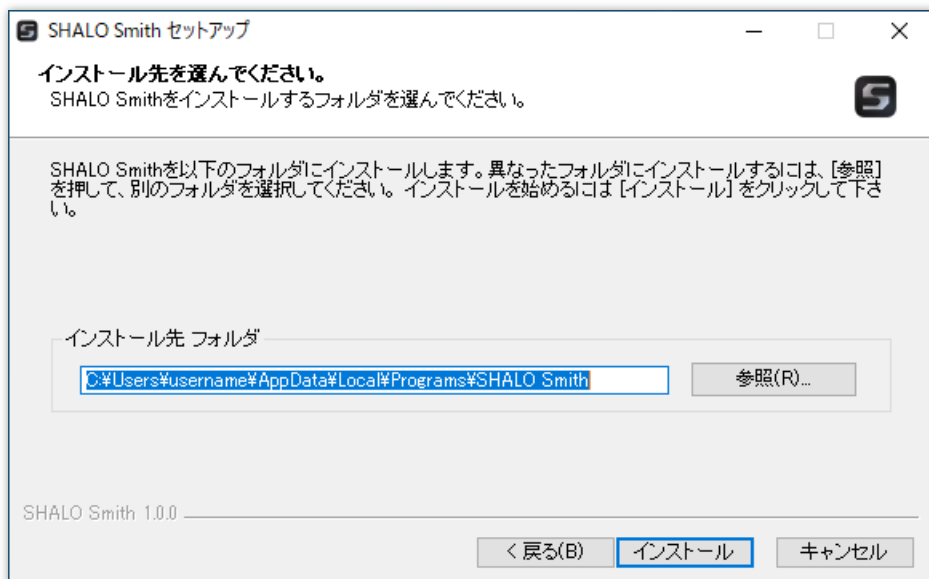 SHALO Smith セットアップ
インストール先を選んでください。
SHALO Smithをインストールするフォルダを選んでください。
SHALO Smithを以下のフォルダにインストールします。異なったフォルダにインストールするには、[参照]
を押して、別のフォルダを選択してください。インストールを始めるには [インストール] をクリックして下さ
い。
インストール先 フォルダ
C:¥Users¥username¥AppData¥Local¥Programs¥SHALO Smith
参照(R)...
SHALO Smith 1.0.0
< 戻る(B)
インストール
キャンセル